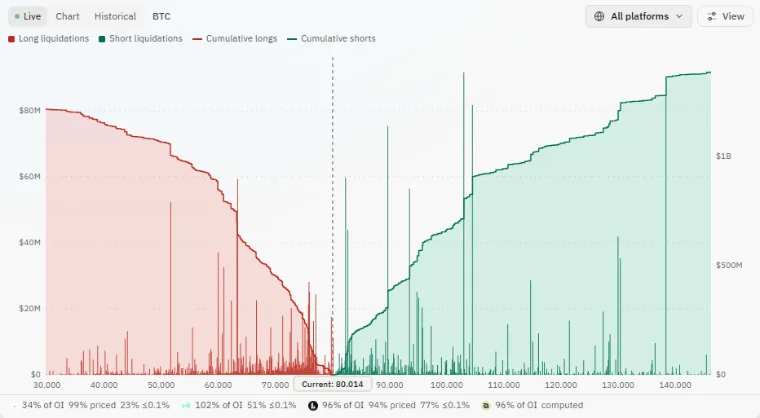 Live Chart Historical BTC All platforms View
Long liquidations Short liquidations Cumulative longs Cumulative shorts
$80M
$1B
$60M
$40M
$500M
$20M
$0 $0
30.000 40.000 50.000 60.000 70.000 90.000 100.000 110.000 120.000 130.000 140.000
Current: 80.014
34% of OI 99% priced 23% ≤0.1% 102% of OI 51% ≤0.1% 96% of OI 94% priced 77% ≤0.1% 96% of OI computed